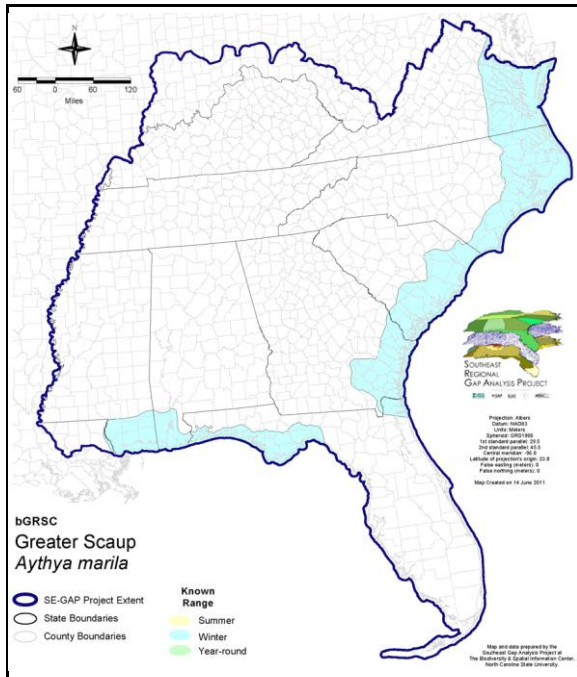 N
60 0 60 120
Miles
SOUTHEAST
REGIONAL
GAP ANALYSIS PROJECT
Projection: Albers
Datum: NAD83
Units: Meters
Spheroid: GRS1980
1st standard parallel: 29.5
2nd standard parallel: 45.5
Central meridian: -96.0
Latitude of projection's origin: 23.0
False easting (meters): 0
False northing (meters): 0
Map Created on 14 June 2011
bGRSC
Greater Scaup
Aythya marila
SE-GAP Project Extent
State Boundaries
County Boundaries
Known
Range
Summer
Winter
Year-round
Map and data prepared by the
Southeast Gap Analysis Project at
The Biodiversity & Spatial Information Center,
North Carolina State University.